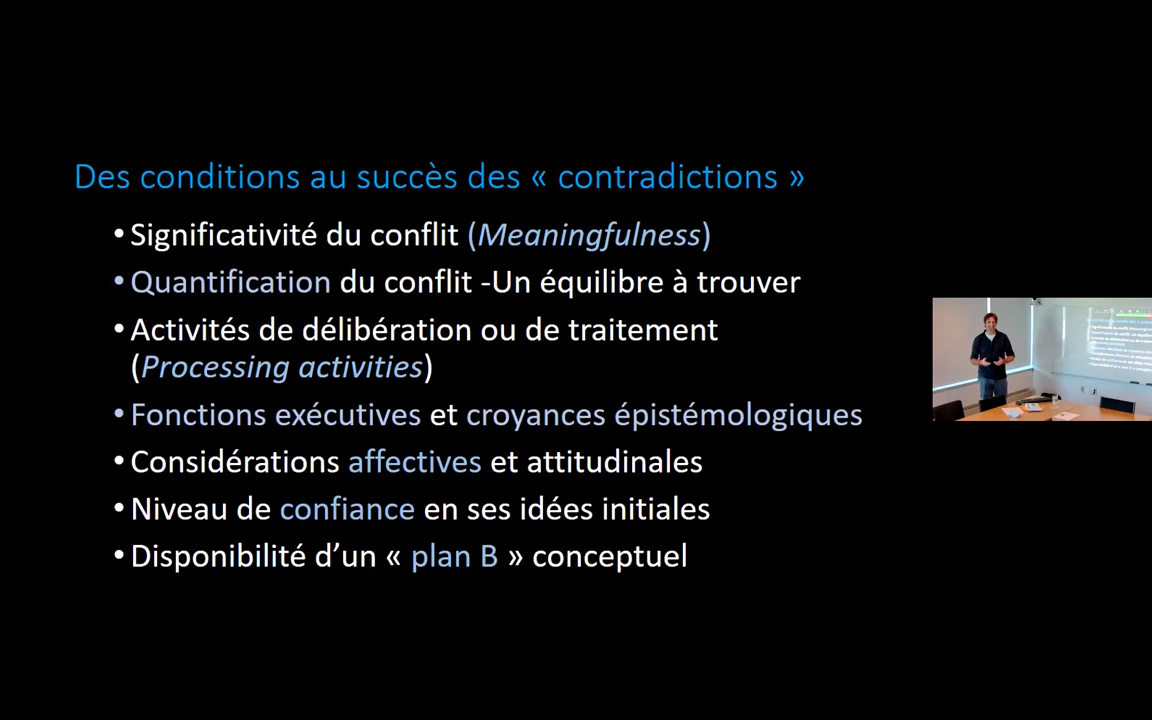 Des conditions au succès des « contradictions »
• Significativité du conflit (Meaningfulness)
• Quantification du conflit -Un équilibre à trouver
• Activités de délibération ou de traitement
(Processing activities)
• Fonctions exécutives et croyances épistémologiques
• Considérations affectives et attitudinales
• Niveau de confiance en ses idées initiales
• Disponibilité d’un « plan B » conceptuel